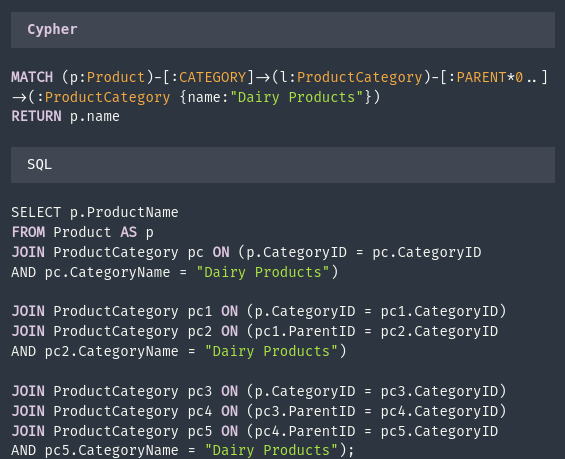 Cypher
MATCH (p:Product)-[:CATEGORY]->(l:ProductCategory)-[:PARENT*0..]
->(:ProductCategory {name:"Dairy Products"})
RETURN p.name
SQL
SELECT p.ProductName
FROM Product AS p
JOIN ProductCategory pc ON (p.CategoryID = pc.CategoryID
AND pc.CategoryName = "Dairy Products")
JOIN ProductCategory pc1 ON (p.CategoryID = pc1.CategoryID)
JOIN ProductCategory pc2 ON (pc1.ParentID = pc2.CategoryID
AND pc2.CategoryName = "Dairy Products")
JOIN ProductCategory pc3 ON (p.CategoryID = pc3.CategoryID)
JOIN ProductCategory pc4 ON (pc3.ParentID = pc4.CategoryID)
JOIN ProductCategory pc5 ON (pc4.ParentID = pc5.CategoryID
AND pc5.CategoryName = "Dairy Products");